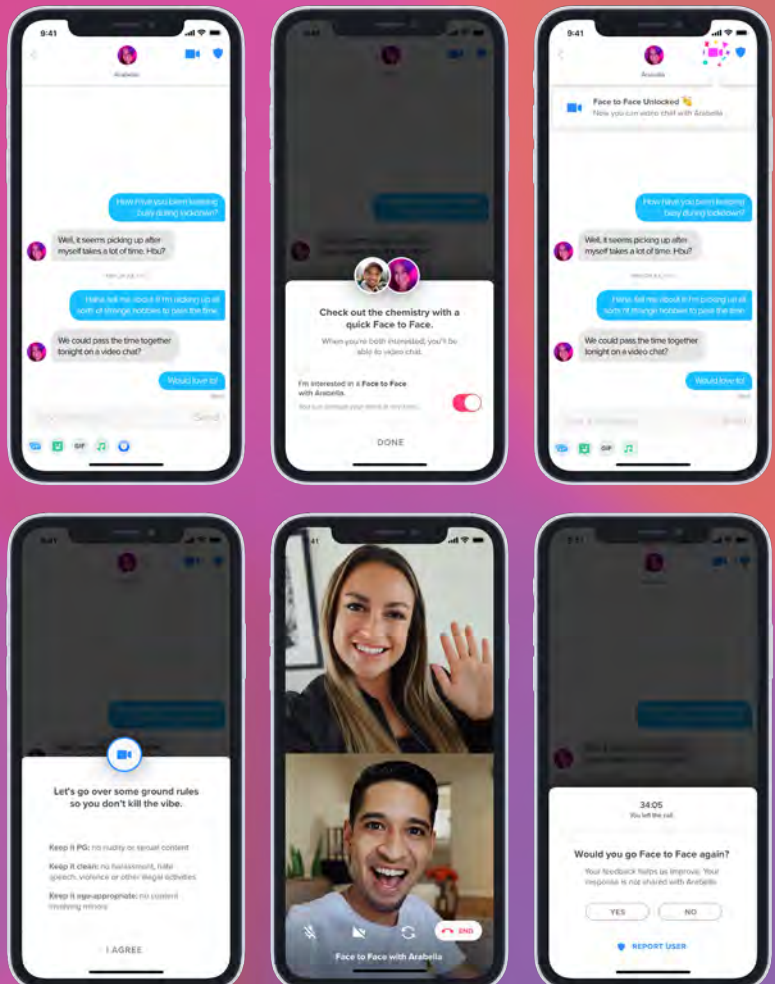 9:41
Arabella
How have you been keeping
busy during lockdown?
Well, it seems picking up after
myself takes a lot of time. Hbu?
Haha, tell me about it I'm picking up all
sorts of strange hobbies to pass the time.
We could pass the time together
tonight on a video chat?
Would love to!
Send
GIF
9:41
Check out the chemistry with a
quick Face to Face.
When you're both interested, you'll be
able to video chat.
I'm interested in a Face to Face
with Arabella.
DONE
9:41
Arabella
Face to Face Unlocked 👏
Now you can video chat with Arabella
How have you been keeping
busy during lockdown?
Well, it seems picking up after
myself takes a lot of time. Hbu?
Haha, tell me about it I'm picking up all
sorts of strange hobbies to pass the time.
We could pass the time together
tonight on a video chat?
Would love to!
GIF
9:41
Let's go over some ground rules
so you don't kill the vibe.
Keep it PG: no nudity or sexual content
Keep it clean: no harassment, hate
speech, violence or other illegal activities
Keep it age-appropriate: no content
involving minors
I AGREE
END
Face to Face with Arabella
34:05
You left the call
Would you go Face to Face again?
Your feedback helps us improve. Your
response is not shared with Arabella
YES
NO
REPORT USER